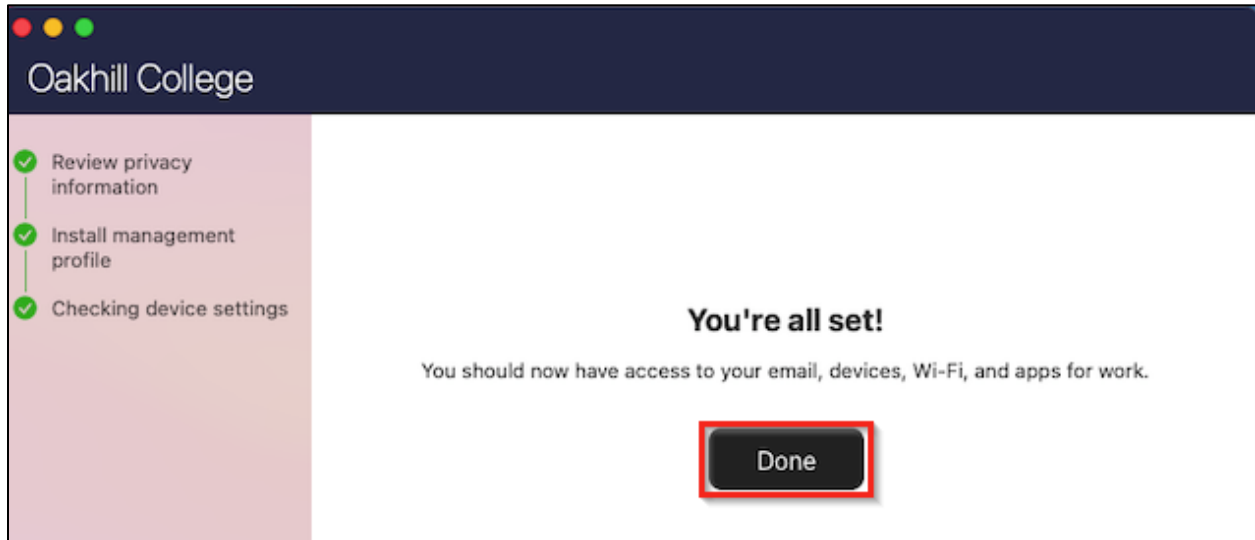 Oakhill College
Review privacy
information
Install management
profile
Checking device settings
You're all set!
You should now have access to your email, devices, Wi-Fi, and apps for work.
Done